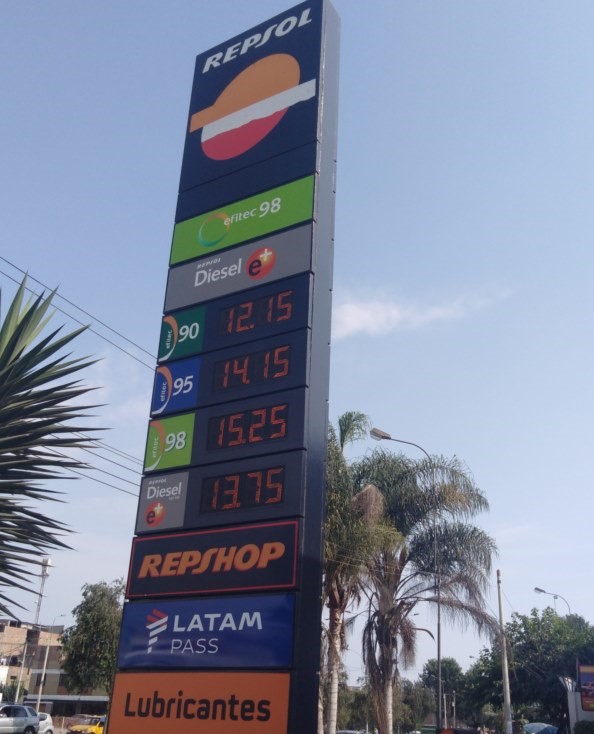 REPSOL
efitec 98
REPSOL
Diesel e+
efitec 90 12.15
efitec 95 14.15
efitec 98 15.25
Diesel
e+ 13.75
REPSHOP
LATAM
PASS
Lubricantes